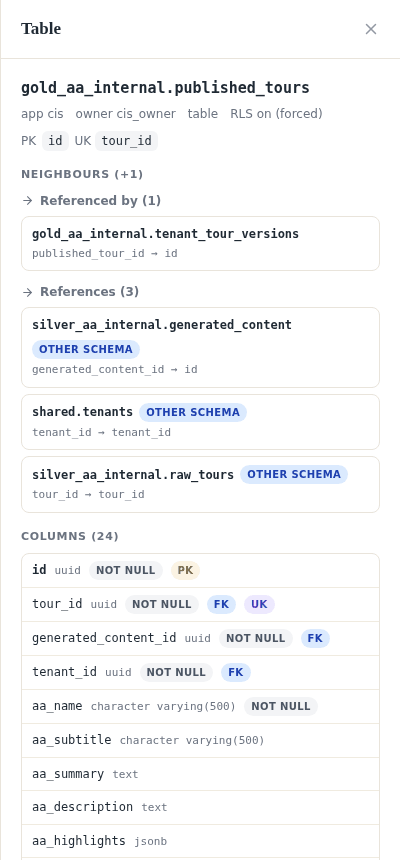 Table
gold_aa_internal.published_tours
app cis owner cis_owner table RLS on (forced)
PK id UK tour_id
NEIGHBOURS (+1)
→ Referenced by (1)
gold_aa_internal.tenant_tour_versions
published_tour_id → id
→ References (3)
silver_aa_internal.generated_content
OTHER SCHEMA
generated_content_id → id
shared.tenants OTHER SCHEMA
tenant_id → tenant_id
silver_aa_internal.raw_tours OTHER SCHEMA
tour_id → tour_id
COLUMNS (24)
id uuid NOT NULL PK
tour_id uuid NOT NULL FK UK
generated_content_id uuid NOT NULL FK
tenant_id uuid NOT NULL FK
aa_name character varying(500) NOT NULL
aa_subtitle character varying(500)
aa_summary text
aa_description text
aa_highlights jsonb